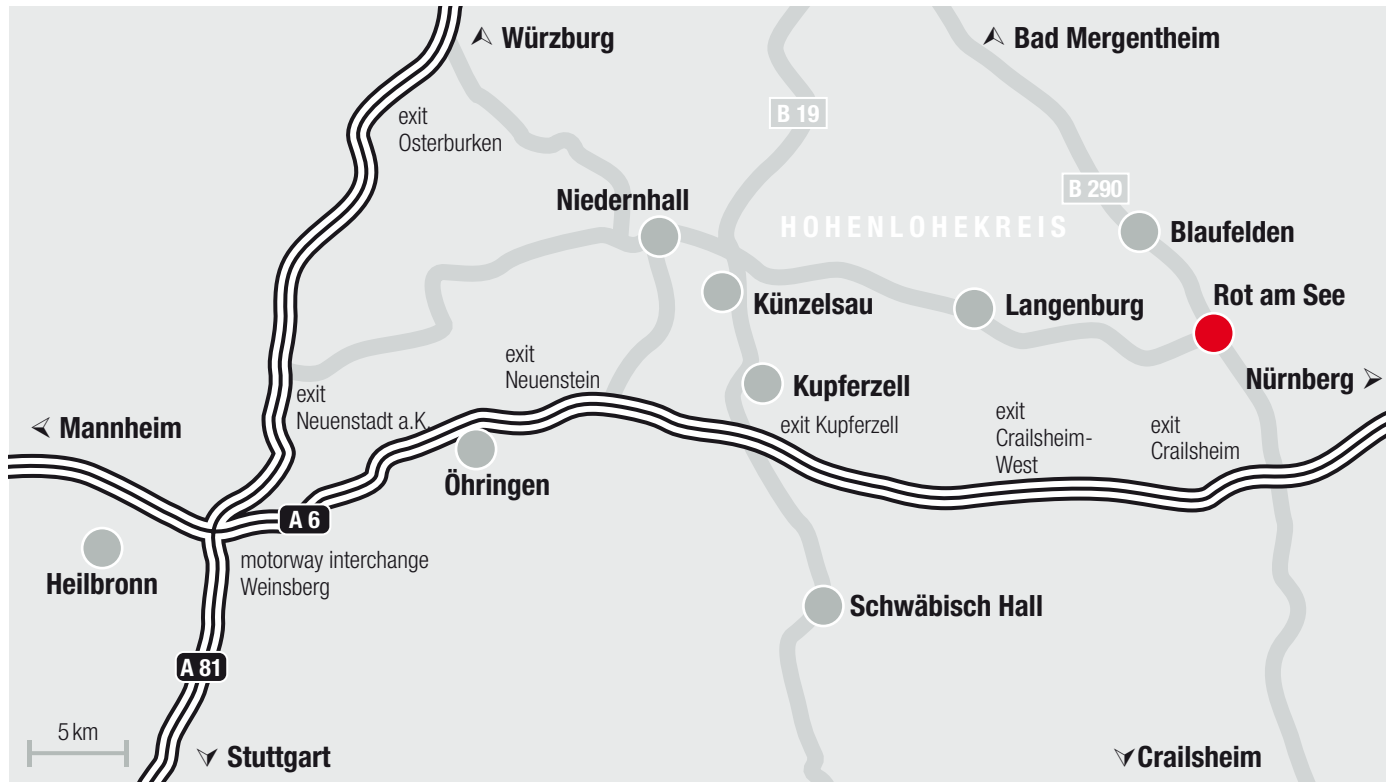 Würzburg
Bad Mergentheim
exit
Osterburken
B 19
B 290
Niedernhall
HOHENLOHEKREIS
Blaufelden
Künzelsau
Langenburg
Rot am See
exit
Neuenstein
Kupferzell
Nürnberg
exit
Neuenstadt a.K.
Mannheim
exit Kupferzell
exit
Crailsheim-
West
exit
Crailsheim
Öhringen
A 6
motorway interchange
Weinsberg
Heilbronn
Schwäbisch Hall
A 81
5 km
Stuttgart
Crailsheim